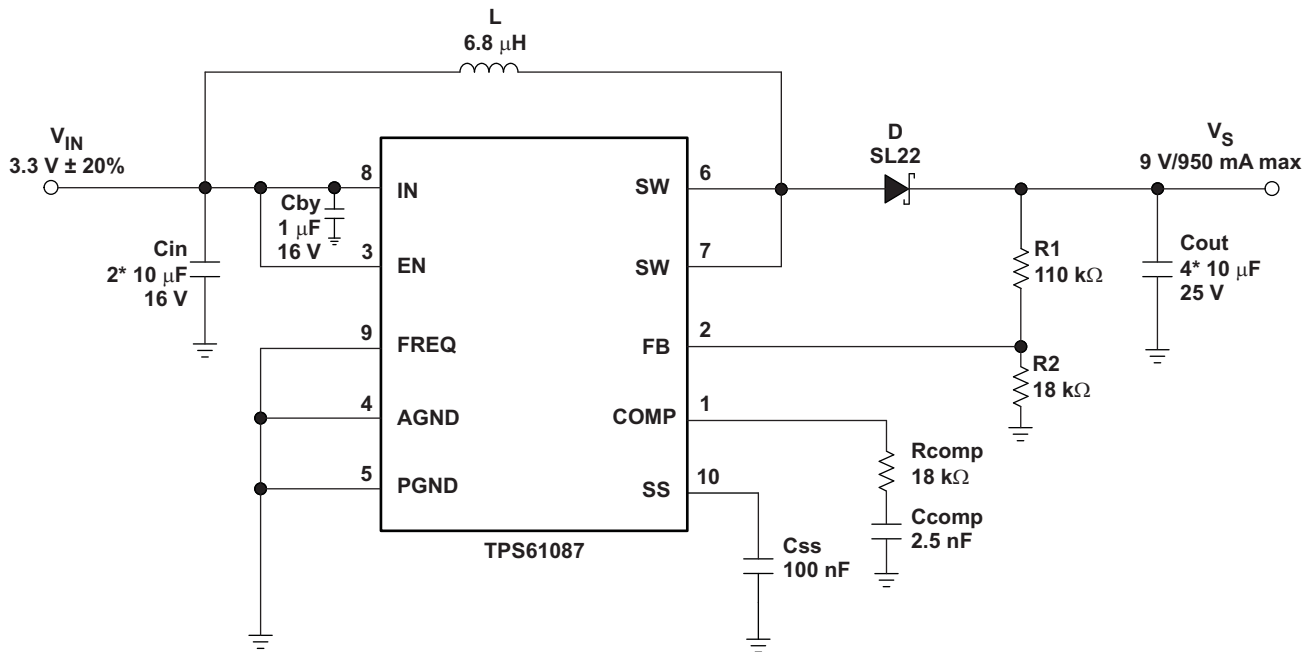 L
6.8 μH
V_IN
3.3 V ± 20%
D
SL22
V_S
9 V/950 mA max
8
IN
SW
6
Cby
1 μF
16 V
Cin
2* 10 μF
16 V
3
EN
SW
7
R1
110 kΩ
Cout
4* 10 μF
25 V
9
FREQ
FB
2
R2
18 kΩ
4
AGND
COMP
1
Rcomp
18 kΩ
5
PGND
SS
10
Ccomp
2.5 nF
TPS61087
Css
100 nF